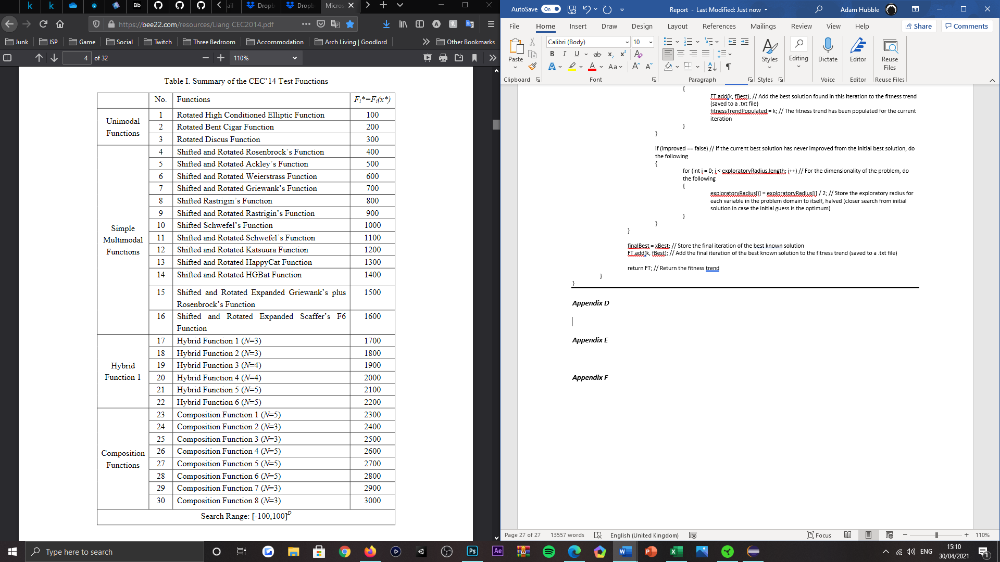 Bb
ail
Dropb
Dropb
Micros
https://bee22.com/resources/Liang CEC2014.pdf
Junk
ISP
Game
Social
Twitch
Three Bedroom
Accommodation
Arch Living | Goodlord
Other Bookmarks
4 of 32
110%
Table I. Summary of the CEC'14 Test Functions
No. Functions Fi*=Fi(x*)
Unimodal Functions
1 Rotated High Conditioned Elliptic Function 100
2 Rotated Bent Cigar Function 200
3 Rotated Discus Function 300
Simple Multimodal Functions
4 Shifted and Rotated Rosenbrock's Function 400
5 Shifted and Rotated Ackley's Function 500
6 Shifted and Rotated Weierstrass Function 600
7 Shifted and Rotated Griewank's Function 700
8 Shifted Rastrigin's Function 800
9 Shifted and Rotated Rastrigin's Function 900
10 Shifted Schwefel's Function 1000
11 Shifted and Rotated Schwefel's Function 1100
12 Shifted and Rotated Katsuura Function 1200
13 Shifted and Rotated HappyCat Function 1300
14 Shifted and Rotated HGBat Function 1400
15 Shifted and Rotated Expanded Griewank's plus 1500
Rosenbrock's Function
16 Shifted and Rotated Expanded Scaffer's F6 1600
Function
Hybrid Function 1
17 Hybrid Function 1 (N=3) 1700
18 Hybrid Function 2 (N=3) 1800
19 Hybrid Function 3 (N=4) 1900
20 Hybrid Function 4 (N=4) 2000
21 Hybrid Function 5 (N=5) 2100
22 Hybrid Function 6 (N=5) 2200
Composition Functions
23 Composition Function 1 (N=5) 2300
24 Composition Function 2 (N=3) 2400
25 Composition Function 3 (N=3) 2500
26 Composition Function 4 (N=5) 2600
27 Composition Function 5 (N=5) 2700
28 Composition Function 6 (N=5) 2800
29 Composition Function 7 (N=3) 2900
30 Composition Function 8 (N=3) 3000
Search Range: [-100,100]D
AutoSave On
Report - Last Modified: Just now
Adam Hubble
File Home Insert Draw Design Layout References Mailings Review View Help
Share
Comments
Paste
Calibri (Body) 10
B I U ab x2 x2
A A Aa A A
Styles
Editing
Dictate
Editor
Reuse
Files
Clipboard Font Paragraph Styles Voice Editor Reuse Files
{
FT.add(k, fBest); // Add the best solution found in this iteration to the fitness trend
(saved to a .txt file)
fitnessTrendPopulated = k; // The fitness trend has been populated for the current
iteration
}
}
if (improved == false) // If the current best solution has never improved from the initial best solution, do
the following
{
for (int i = 0; i < exploratoryRadius.length; i++) // For the dimensionality of the problem, do
the following
{
exploratoryRadius[i] = exploratoryRadius[i] / 2; // Store the exploratory radius for
each variable in the problem domain to itself, halved (closer search from initial
solution in case the initial guess is the optimum)
}
}
}
finalBest = xBest; // Store the final iteration of the best known solution
FT.add(k, fBest); // Add the final iteration of the best known solution to the fitness trend (saved to a .txt file)
return FT; // Return the fitness trend
}
}
Appendix D
Appendix E
Appendix F
Page 27 of 27
13557 words
English (United Kingdom)
Focus
110%
Type here to search
Ps
Ae
ENG
15:10
30/04/2021
1